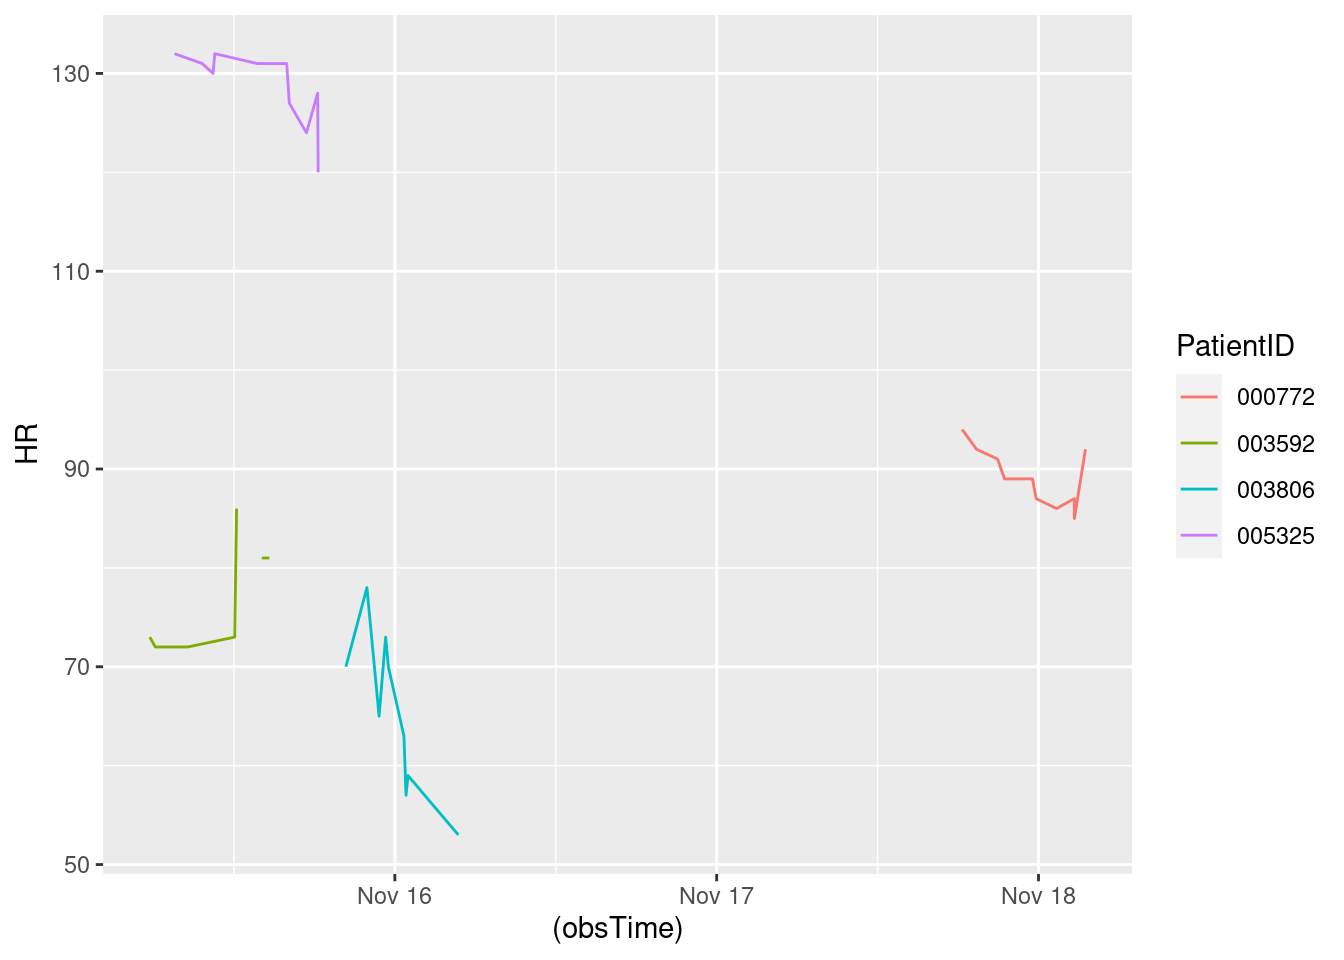 130
110
90
70
50
HR
Nov 16
Nov 17
Nov 18
(obsTime)
PatientID
000772
003592
003806
005325